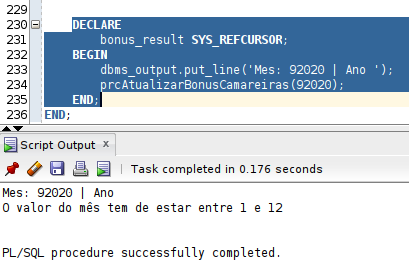 229
230 DECLARE
231 bonus_result SYS_REFCURSOR;
232 BEGIN
233 dbms_output.put_line('Mes: 92020 | Ano ');
234 prcAtualizarBonusCamareiras(92020);
235 END;
236 END;
Script Output x
Task completed in 0.176 seconds
Mes: 92020 | Ano
O valor do mês tem de estar entre 1 e 12
PL/SQL procedure successfully completed.